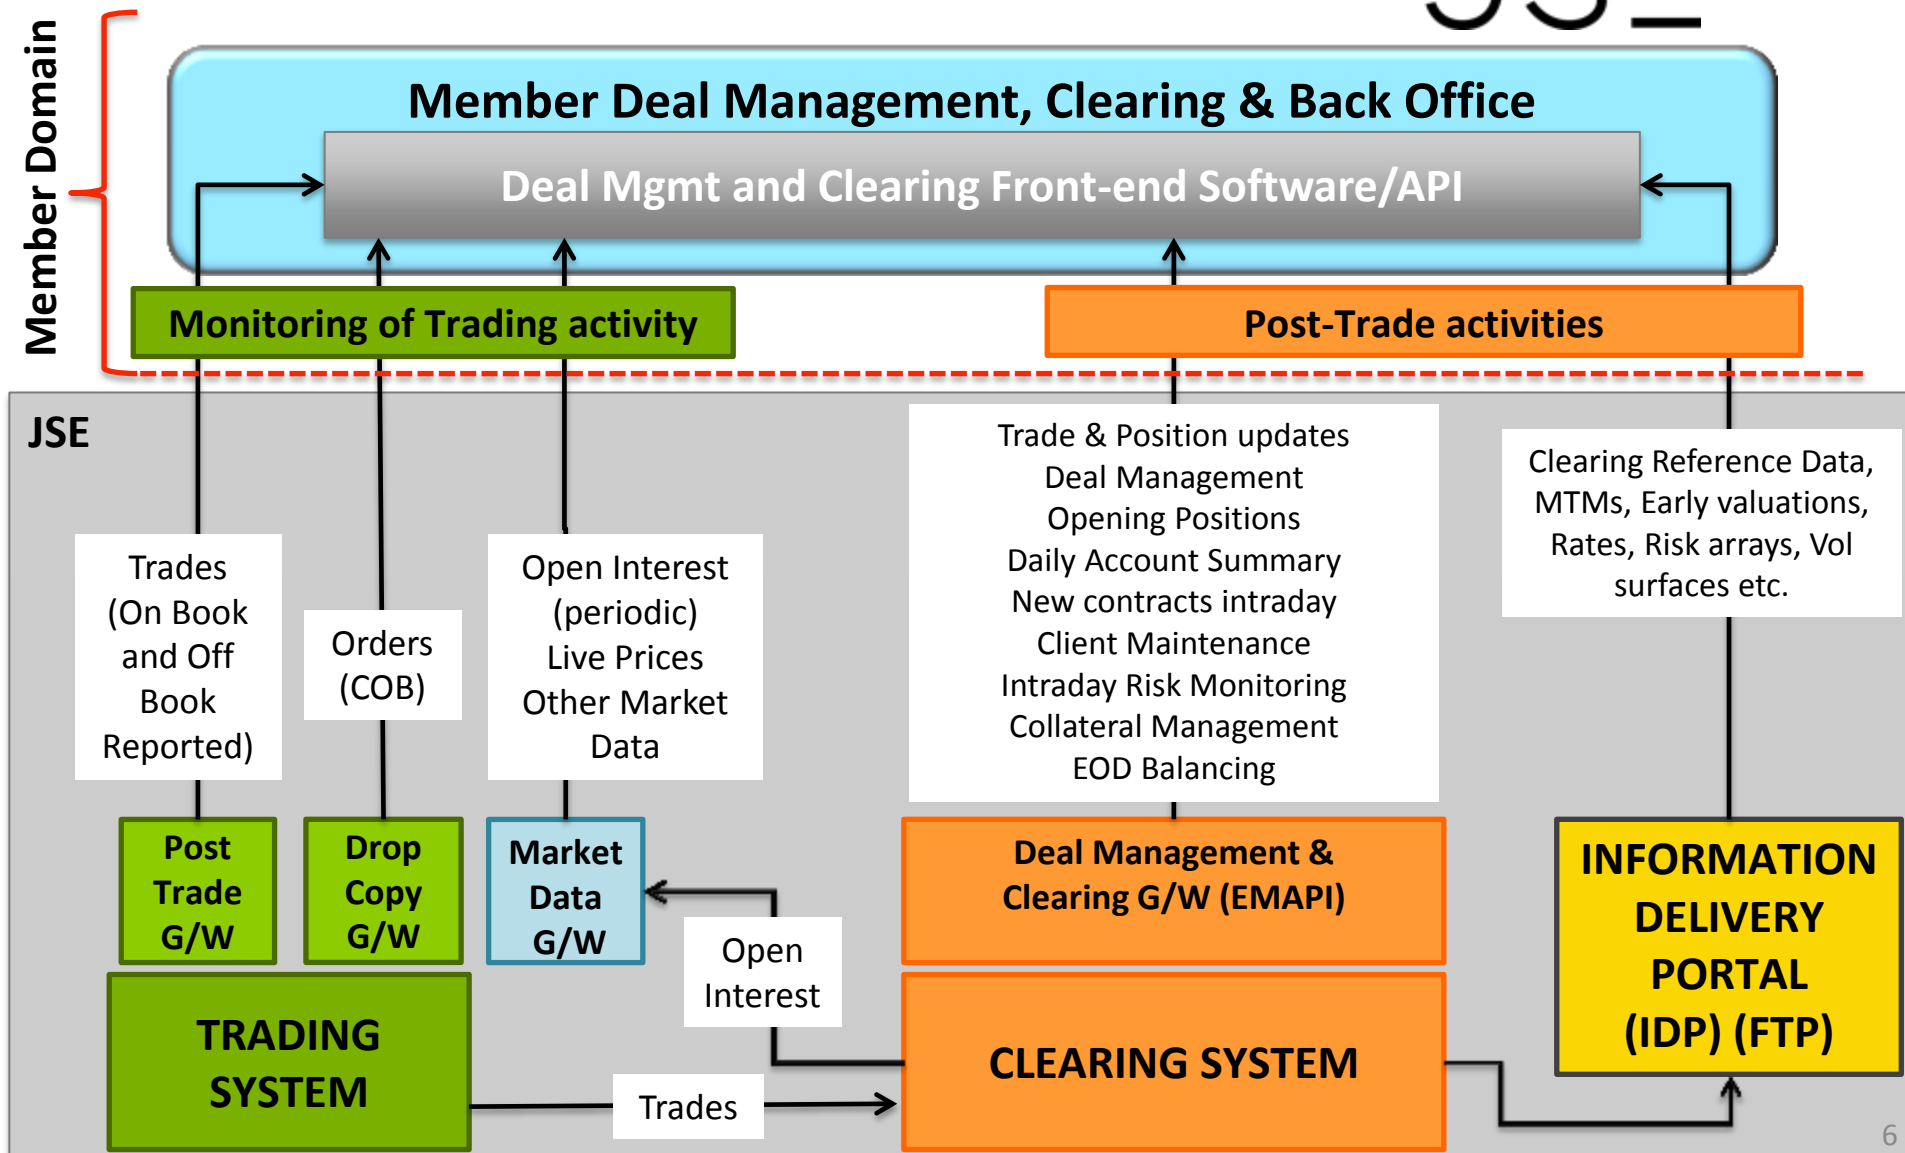 Member Domain
Member Deal Management, Clearing & Back Office
Deal Mgmt and Clearing Front-end Software/API
Monitoring of Trading activity
Post-Trade activities
JSE
Trades
(On Book
and Off
Book
Reported)
Orders
(COB)
Open Interest
(periodic)
Live Prices
Other Market
Data
Trade & Position updates
Deal Management
Opening Positions
Daily Account Summary
New contracts intraday
Client Maintenance
Intraday Risk Monitoring
Collateral Management
EOD Balancing
Clearing Reference Data,
MTMs, Early valuations,
Rates, Risk arrays, Vol
surfaces etc.
Post
Trade
G/W
Drop
Copy
G/W
Market
Data
G/W
Open
Interest
Deal Management &
Clearing G/W (EMAPI)
INFORMATION
DELIVERY
PORTAL
(IDP) (FTP)
TRADING
SYSTEM
Trades
CLEARING SYSTEM
6